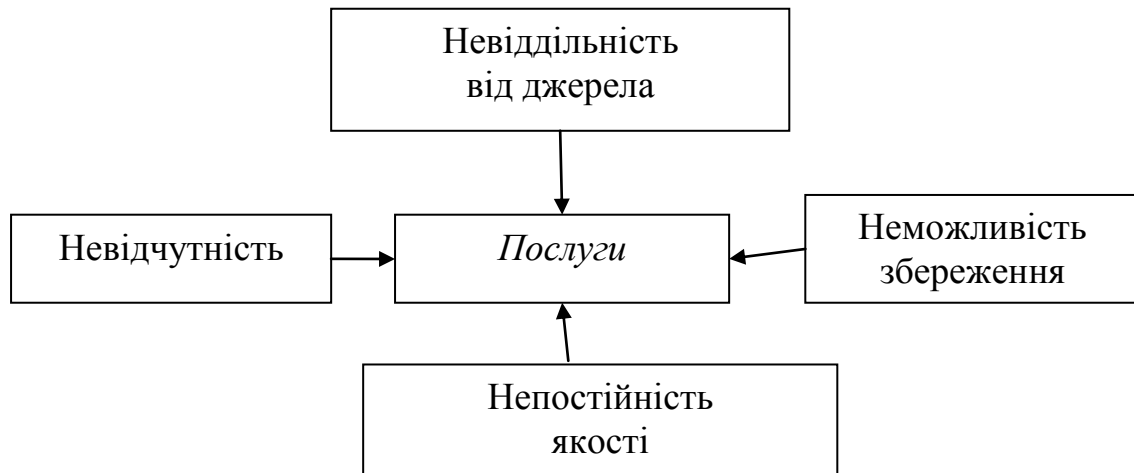 Невіддільність
від джерела
Невідчутність
Послуги
Неможливість
збереження
Непостійність
якості